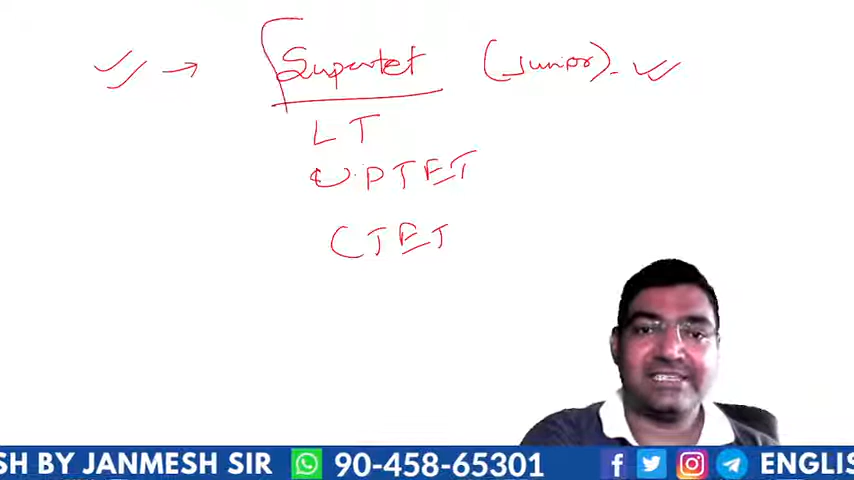 Supertet (Junior).
LT
UPTET
CTET
SH BY JANMESH SIR 90-458-65301 ENGLIS